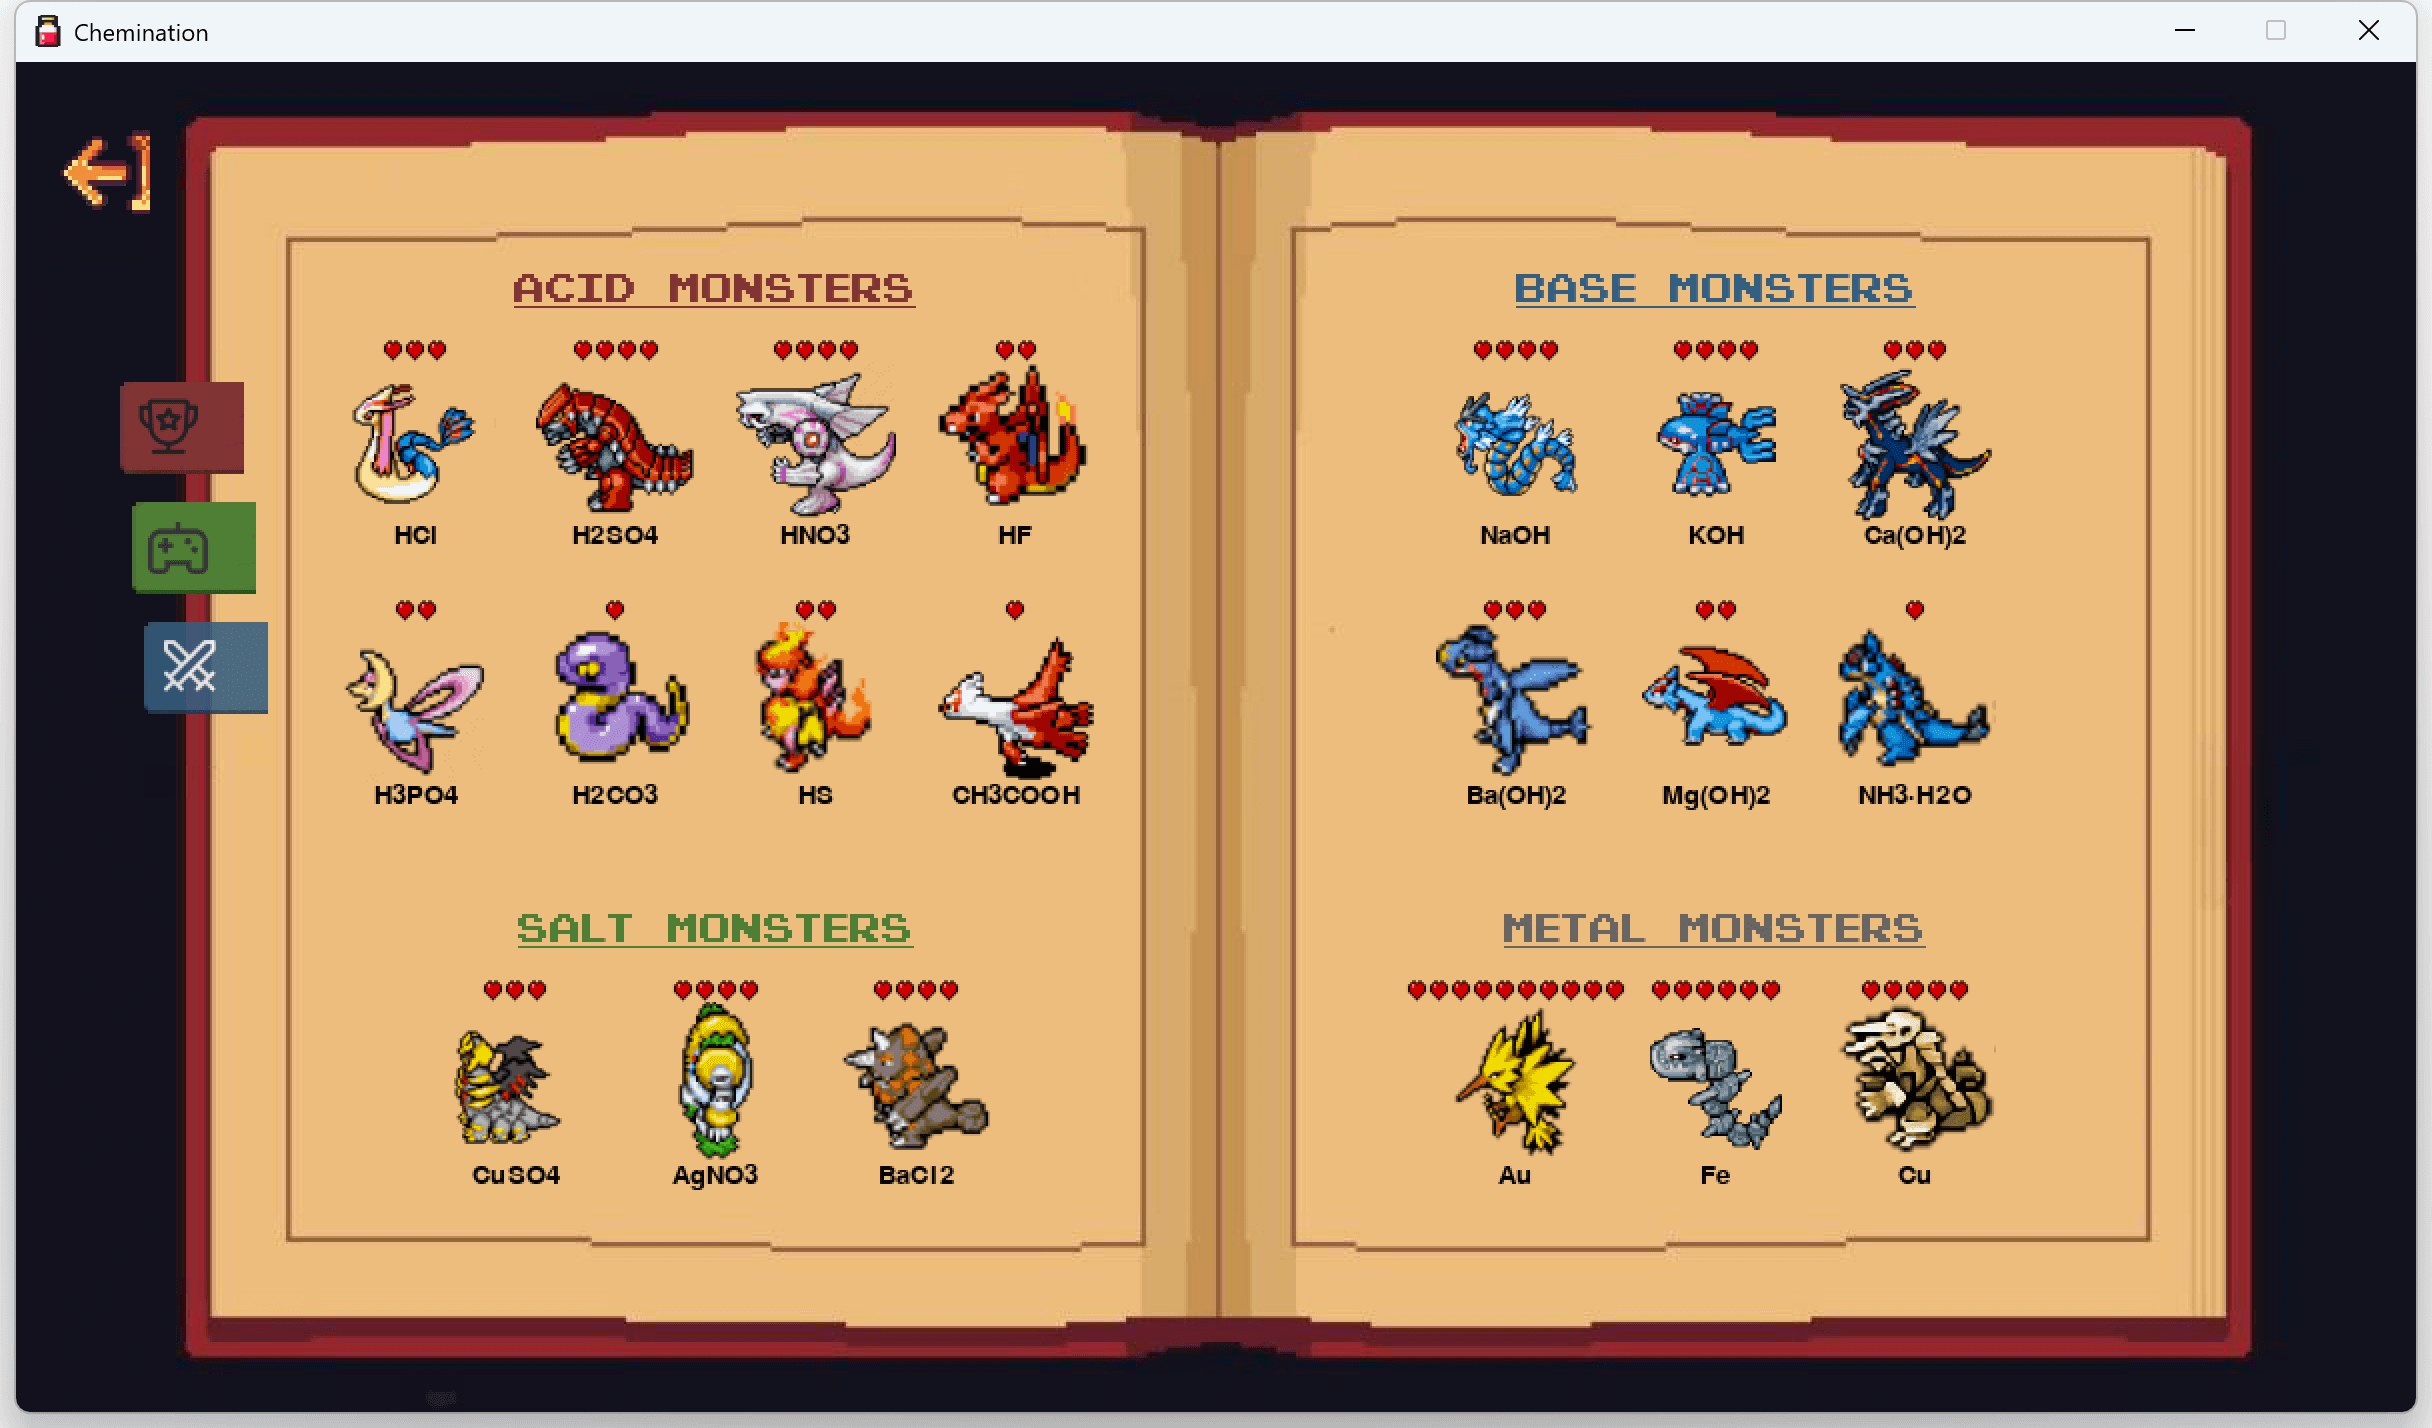 Chemination
ACID MONSTERS
HCl H2SO4 HNO3 HF
H3PO4 H2CO3 HS CH3COOH
SALT MONSTERS
CuSO4 AgNO3 BaCl2
BASE MONSTERS
NaOH KOH Ca(OH)2
Ba(OH)2 Mg(OH)2 NH3·H2O
METAL MONSTERS
Au Fe Cu